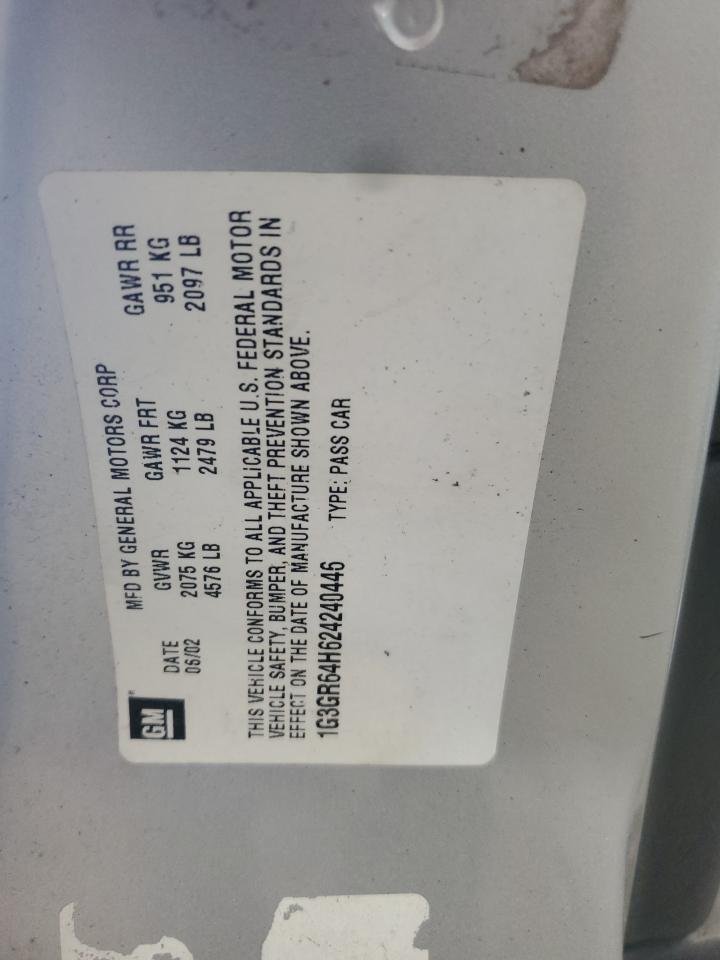 GM
MFD BY GENERAL MOTORS CORP
DATE GVWR GAWR FRT GAWR RR
06/02 2075 KG 1124 KG 951 KG
4576 LB 2479 LB 2097 LB
THIS VEHICLE CONFORMS TO ALL APPLICABLE U.S. FEDERAL MOTOR
VEHICLE SAFETY, BUMPER, AND THEFT PREVENTION STANDARDS IN
EFFECT ON THE DATE OF MANUFACTURE SHOWN ABOVE.
1G3GR64H624240446 TYPE: PASS CAR